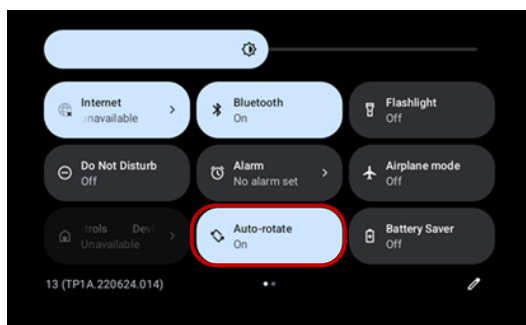 Internet
unavailable
Bluetooth
On
Flashlight
Off
Do Not Disturb
Off
Alarm
No alarm set
Airplane mode
Off
Unavailable
Auto-rotate
On
Battery Saver
Off
13 (TP1A.220624.014)